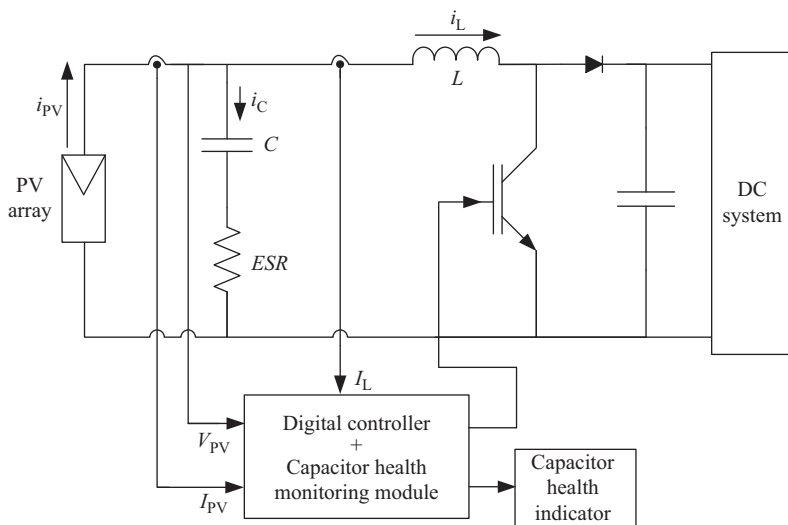 i_L
L
i_PV
i_C
C
PV
array
ESR
DC
system
I_L
V_PV
I_PV
Digital controller
+
Capacitor health
monitoring module
Capacitor
health
indicator